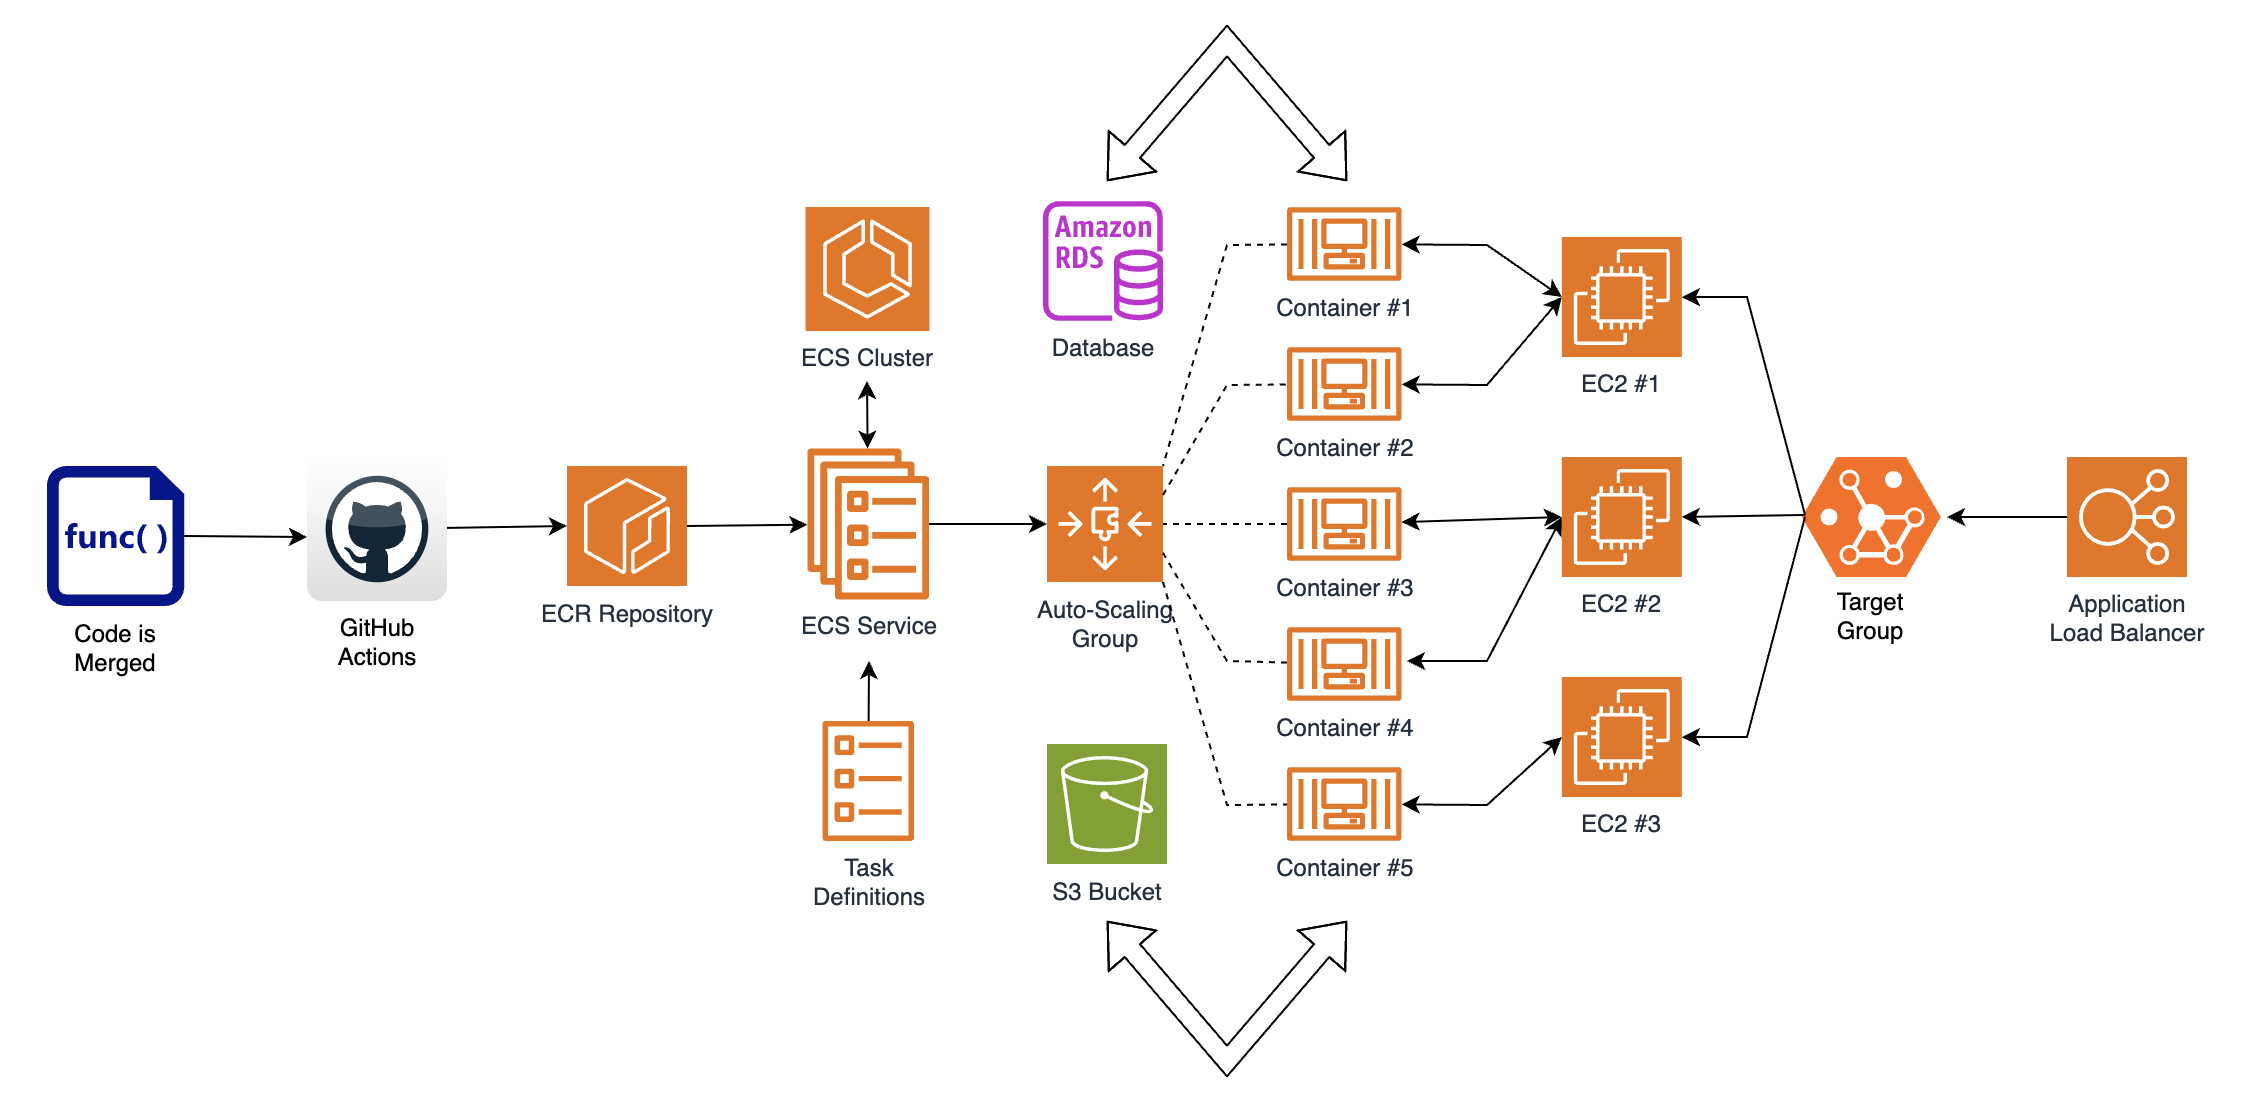 func( )
Code is
Merged
GitHub
Actions
ECR Repository
ECS Cluster
ECS Service
Task
Definitions
Amazon
RDS
Database
Auto-Scaling
Group
S3 Bucket
Container #1
Container #2
Container #3
Container #4
Container #5
EC2 #1
EC2 #2
EC2 #3
Target
Group
Application
Load Balancer